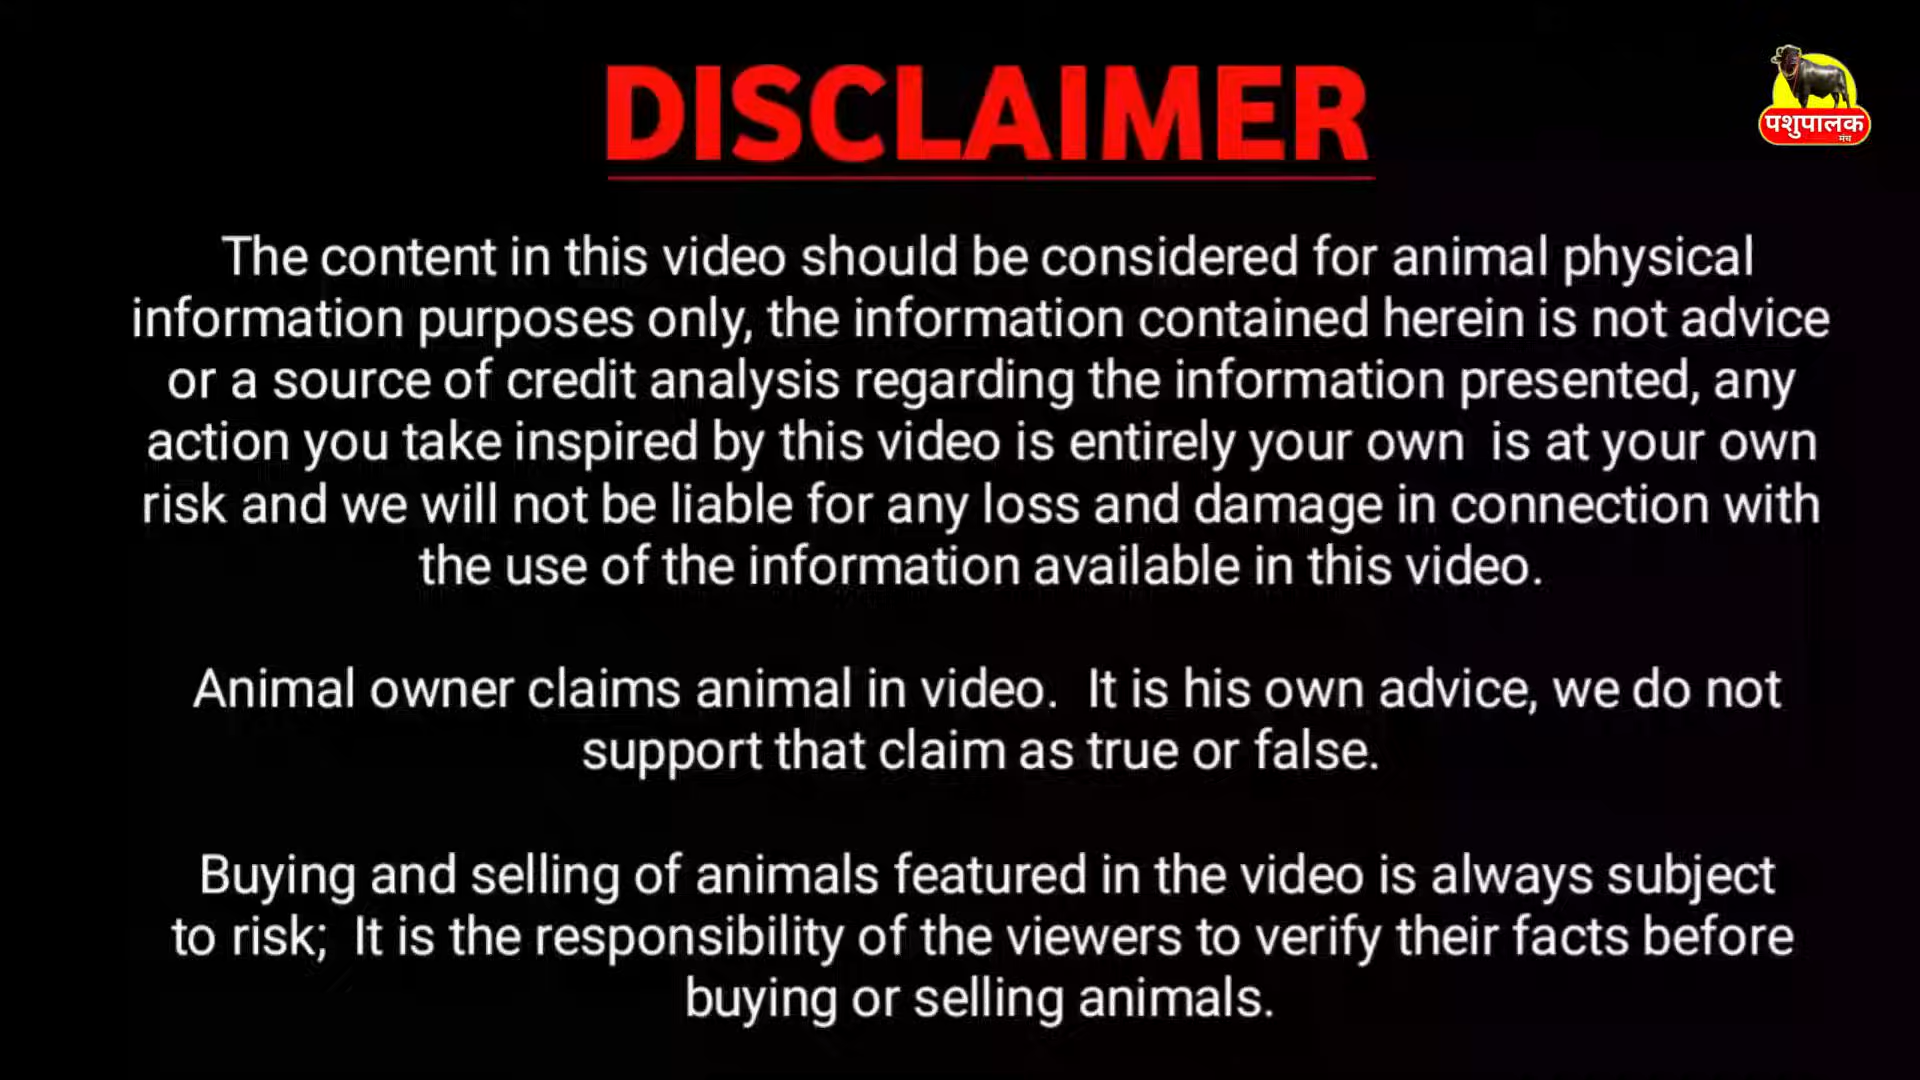 DISCLAIMER
पशुपालक
मंच
The content in this video should be considered for animal physical
information purposes only, the information contained herein is not advice
or a source of credit analysis regarding the information presented, any
action you take inspired by this video is entirely your own  is at your own
risk and we will not be liable for any loss and damage in connection with
the use of the information available in this video.
Animal owner claims animal in video.  It is his own advice, we do not
support that claim as true or false.
Buying and selling of animals featured in the video is always subject
to risk;  It is the responsibility of the viewers to verify their facts before
buying or selling animals.